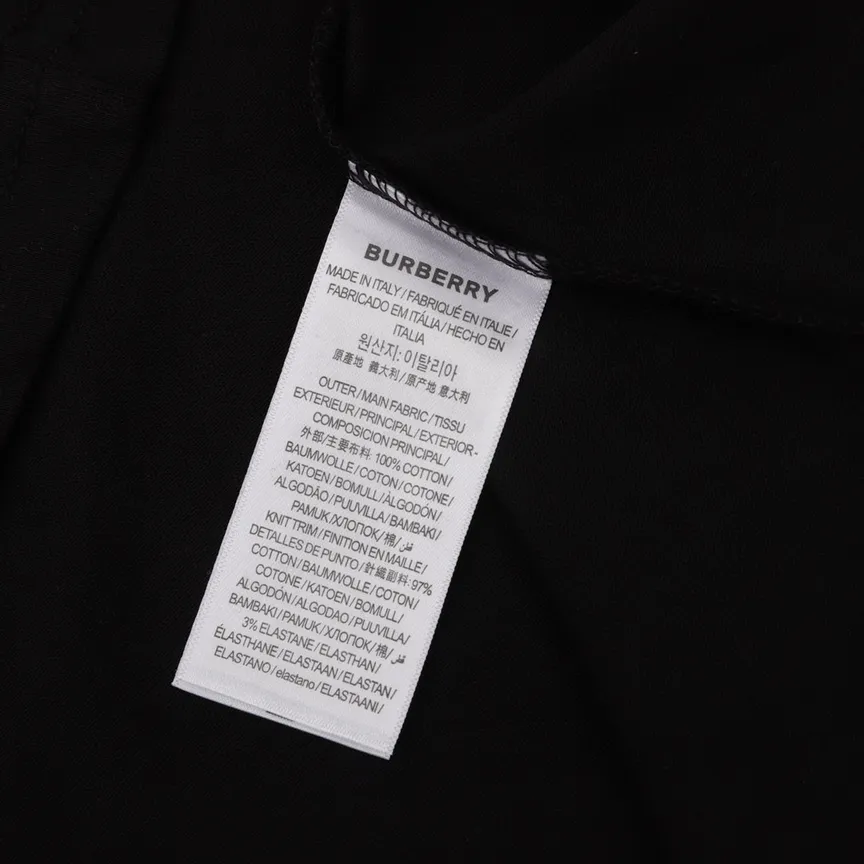 BURBERRY
MADE IN ITALY / FABRIQUÉ EN ITALIE /
FABRICADO EM ITÁLIA / HECHO EN
ITALIA
원산지: 이탈리아
原產地 義大利 / 原产地 意大利
OUTER / MAIN FABRIC / TISSU
EXTERIEUR / PRINCIPAL / EXTERIOR-
COMPOSICION PRINCIPAL /
外部/主要布料: 100% COTTON /
BAUMWOLLE / COTON / COTONE /
KATOEN / BOMULL / ALGODÓN /
ALGODÃO / PUUVILLA / BAMBAKI /
PAMUK / ХЛОПОК / 棉 / قطن
KNIT TRIM / FINITION EN MAILLE /
DETALLES DE PUNTO / 針織副料: 97%
COTTON / BAUMWOLLE / COTON /
COTONE / KATOEN / BOMULL /
ALGODÓN / ALGODAO / PUUVILLA /
BAMBAKI / PAMUK / ХЛОПОК / 棉 / قطن
3% ELASTANE / ELASTHAN /
ÉLASTHANE / ELASTAAN / ELASTAN /
ELASTANO / elastano / ELASTAANI /